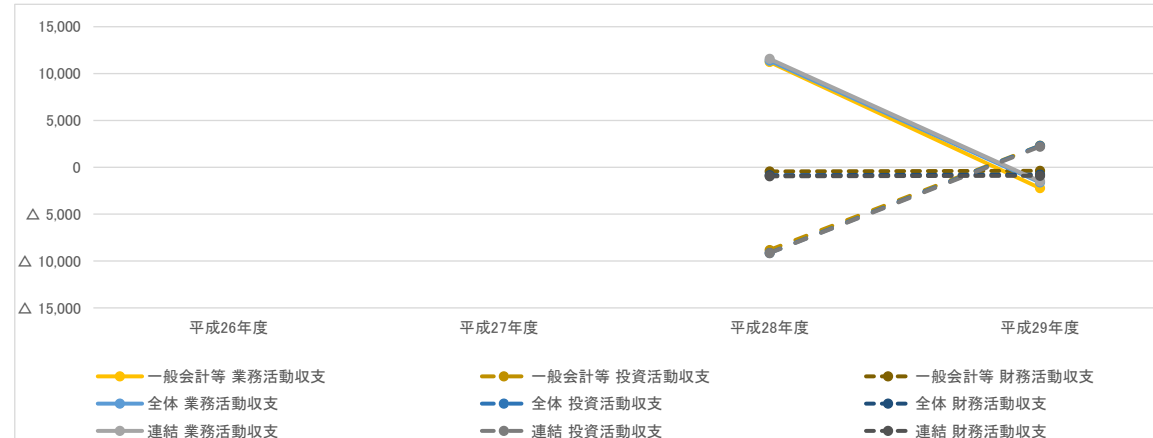 15,000
10,000
5,000
0
△ 5,000
△ 10,000
△ 15,000
平成26年度 平成27年度 平成28年度 平成29年度
一般会計等 業務活動収支 一般会計等 投資活動収支 一般会計等 財務活動収支
全体 業務活動収支 全体 投資活動収支 全体 財務活動収支
連結 業務活動収支 連結 投資活動収支 連結 財務活動収支